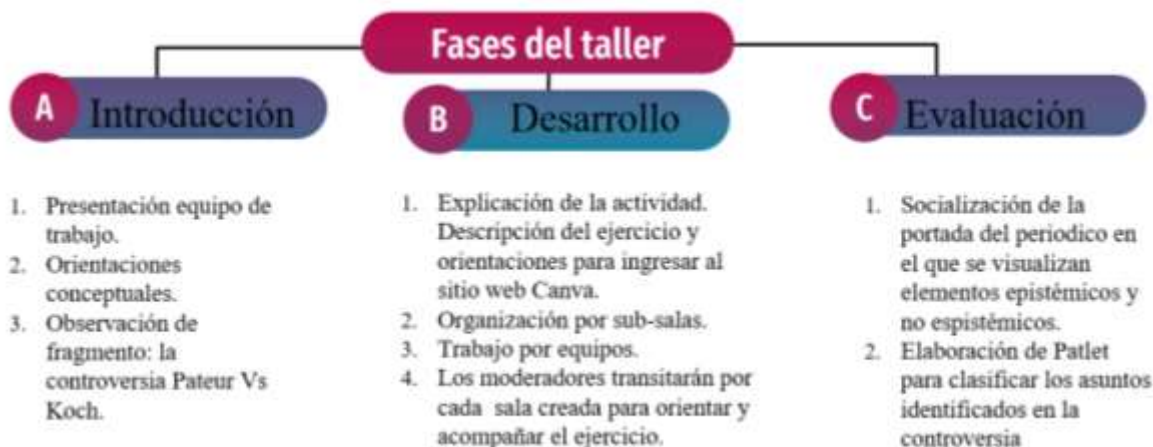 Fases del taller
A Introducción
1. Presentación equipo de
trabajo.
2. Orientaciones
conceptuales.
3. Observación de
fragmento: la
controversia Pateur Vs
Koch.
B Desarrollo
1. Explicación de la actividad.
Descripción del ejercicio y
orientaciones para ingresar al
sitio web Canva.
2. Organización por sub-salas.
3. Trabajo por equipos.
4. Los moderadores transitarán por
cada sala creada para orientar y
acompañar el ejercicio.
C Evaluación
1. Socialización de la
portada del periodico en
el que se visualizan
elementos epistémicos y
no espistémicos.
2. Elaboración de Patlet
para clasificar los asuntos
identificados en la
controversia